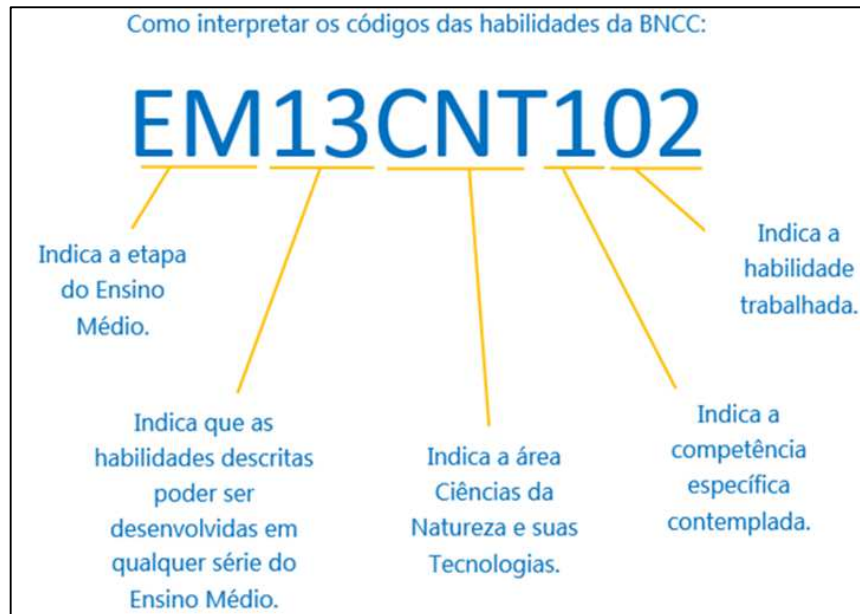 Como interpretar os códigos das habilidades da BNCC:
EM13CNT102
Indica a etapa
do Ensino
Médio.
Indica que as
habilidades descritas
poder ser
desenvolvidas em
qualquer série do
Ensino Médio.
Indica a área
Ciências da
Natureza e suas
Tecnologias.
Indica a
competência
específica
contemplada.
Indica a
habilidade
trabalhada.